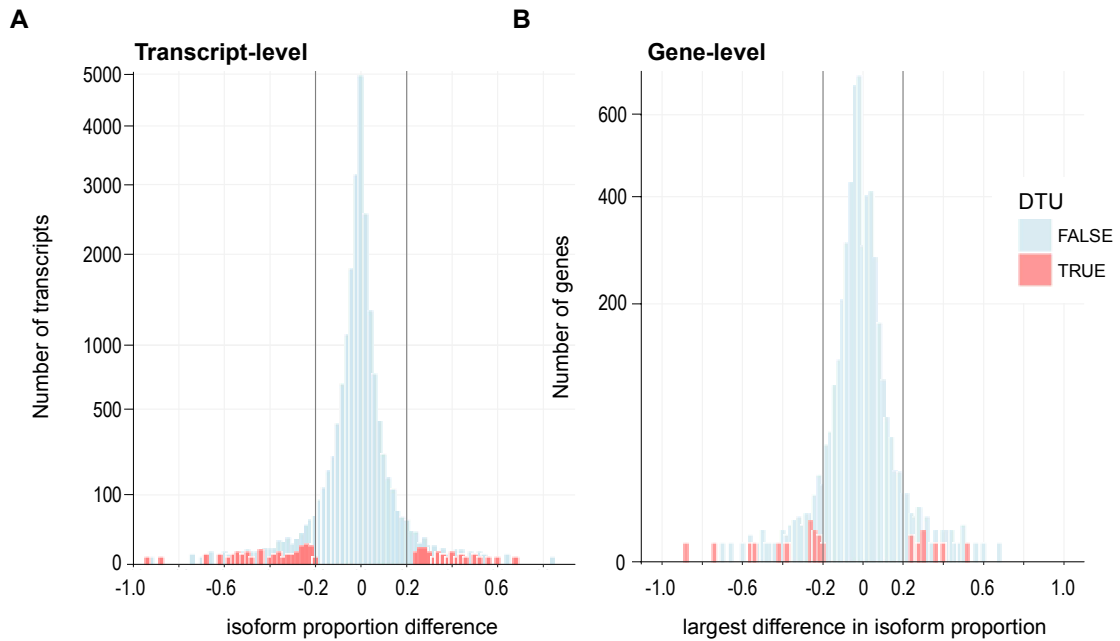 A
Transcript-level
Number of transcripts
5000
4000
3000
2000
1000
500
100
0
-1.0
-0.6
-0.2
0
0.2
0.6
isoform proportion difference
B
Gene-level
Number of genes
600
400
200
0
-1.0
-0.6
-0.2
0
0.2
0.6
1.0
largest difference in isoform proportion
DTU
FALSE
TRUE